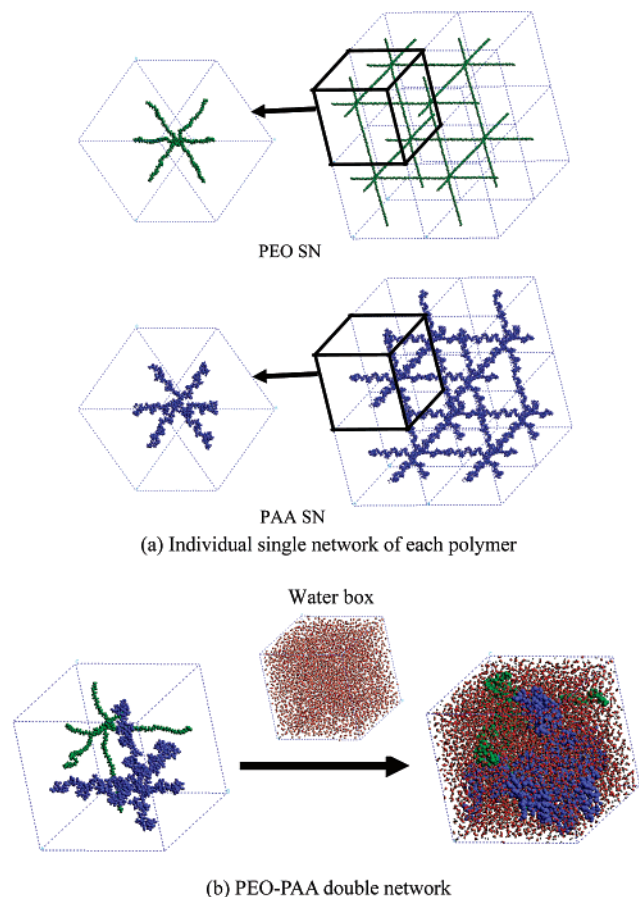 PEO SN
PAA SN
(a) Individual single network of each polymer
Water box
(b) PEO-PAA double network